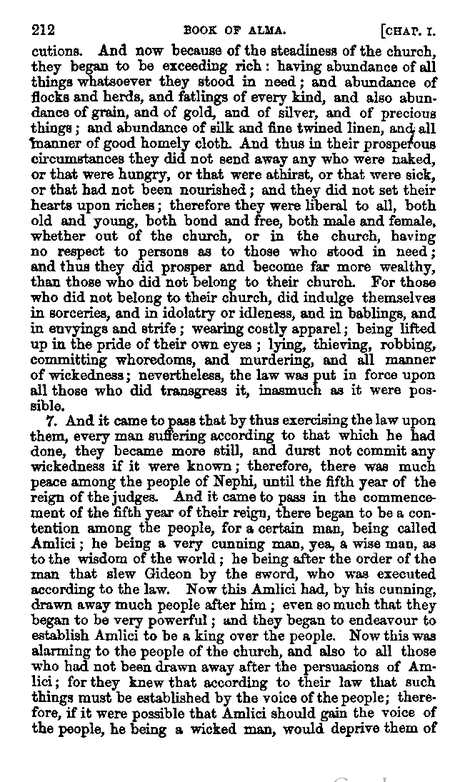 212 BOOK OF ALMA. [CHAP. I.
cutions. And now because of the steadiness of the church,
they began to be exceeding rich: having abundance of all
things whatsoever they stood in need; and abundance of
flocks and herds, and fatlings of every kind, and also abun-
dance of grain, and of gold, and of silver, and of precious
things; and abundance of silk and fine twined linen, and all
manner of good homely cloth. And thus in their prosperous
circumstances they did not send away any who were naked,
or that were hungry, or that were athirst, or that were sick,
or that had not been nourished; and they did not set their
hearts upon riches; therefore they were liberal to all, both
old and young, both bond and free, both male and female,
whether out of the church, or in the church, having
no respect to persons as to those who stood in need;
and thus they did prosper and become far more wealthy,
than those who did not belong to their church. For those
who did not belong to their church, did indulge themselves
in sorceries, and in idolatry or idleness, and in bablings, and
in envyings and strife; wearing costly apparel; being lifted
up in the pride of their own eyes; lying, thieving, robbing,
committing whoredoms, and murdering, and all manner
of wickedness; nevertheless, the law was put in force upon
all those who did transgress it, inasmuch as it were pos-
sible.
7. And it came to pass that by thus exercising the law upon
them, every man suffering according to that which he had
done, they became more still, and durst not commit any
wickedness if it were known; therefore, there was much
peace among the people of Nephi, until the fifth year of the
reign of the judges. And it came to pass in the commence-
ment of the fifth year of their reign, there began to be a con-
tention among the people, for a certain man, being called
Amlici; he being a very cunning man, yea, a wise man, as
to the wisdom of the world; he being after the order of the
man that slew Gideon by the sword, who was executed
according to the law. Now this Amlici had, by his cunning,
drawn away much people after him; even so much that they
began to be very powerful; and they began to endeavour to
establish Amlici to be a king over the people. Now this was
alarming to the people of the church, and also to all those
who had not been drawn away after the persuasions of Am-
lici; for they knew that according to their law that such
things must be established by the voice of the people; there-
fore, if it were possible that Amlici should gain the voice of
the people, he being a wicked man, would deprive them of